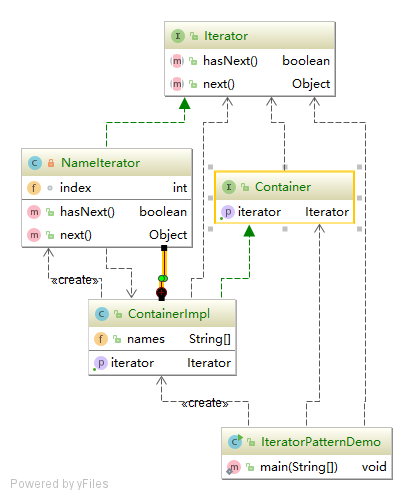 Iterator
hasNext() boolean
next() Object
NameIterator
index int
hasNext() boolean
next() Object
Container
iterator Iterator
«create»
ContainerImpl
names String[]
iterator Iterator
«create»
IteratorPatternDemo
main(String[]) void
Powered by yFiles